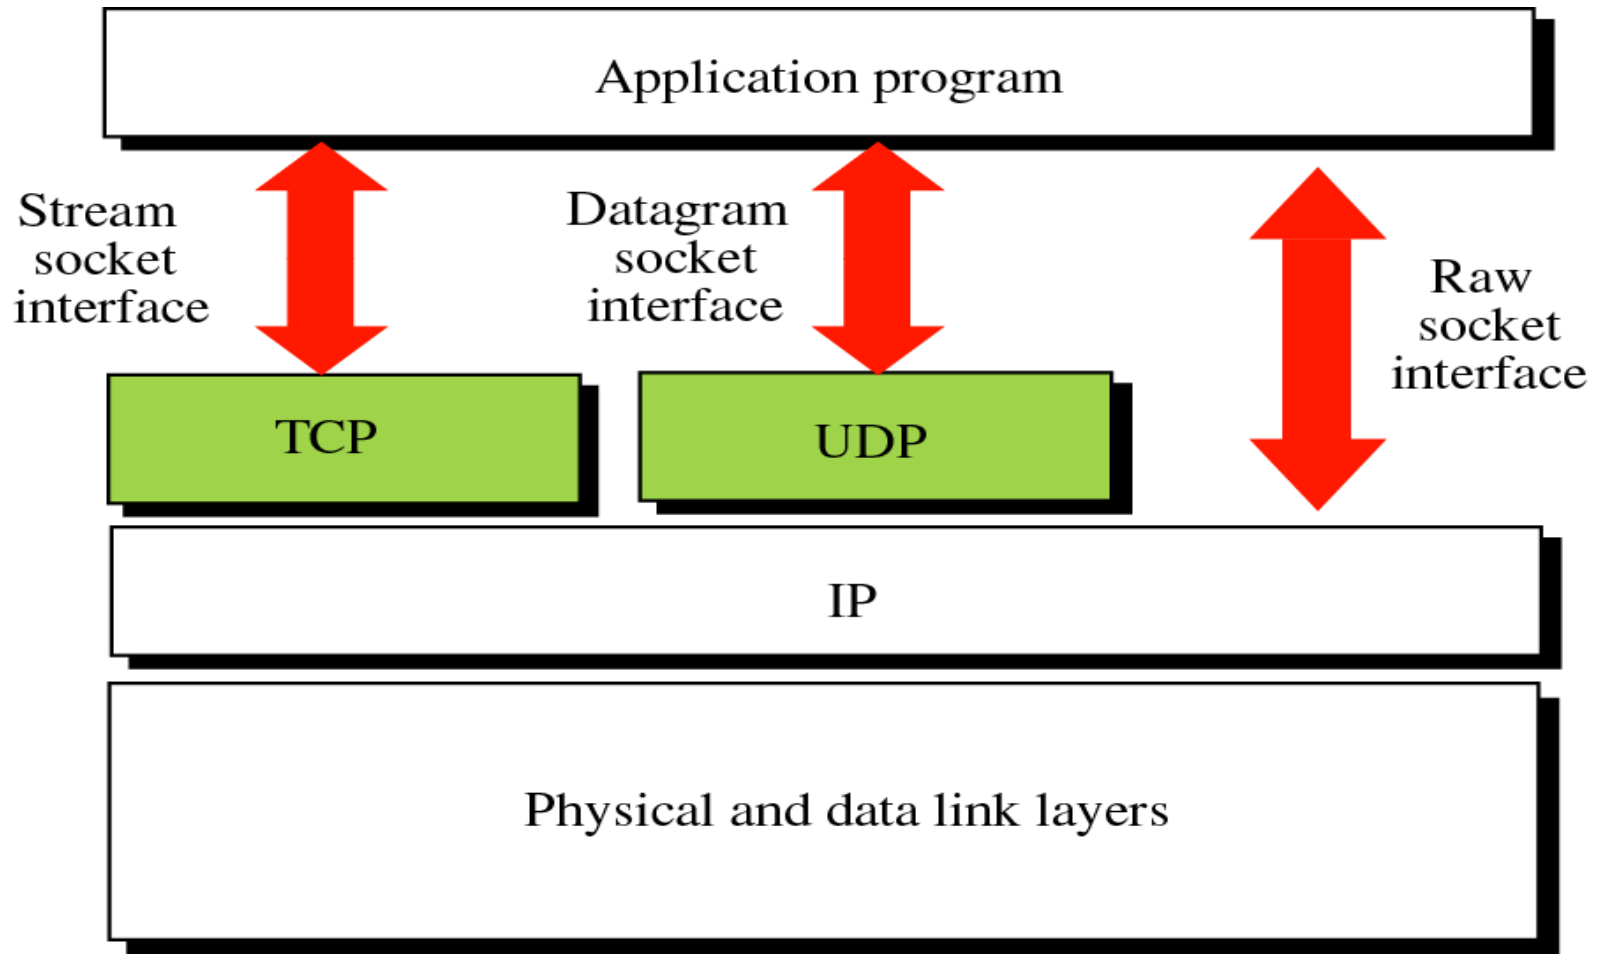 Application program
Stream
socket
interface
Datagram
socket
interface
Raw
socket
interface
TCP
UDP
IP
Physical and data link layers